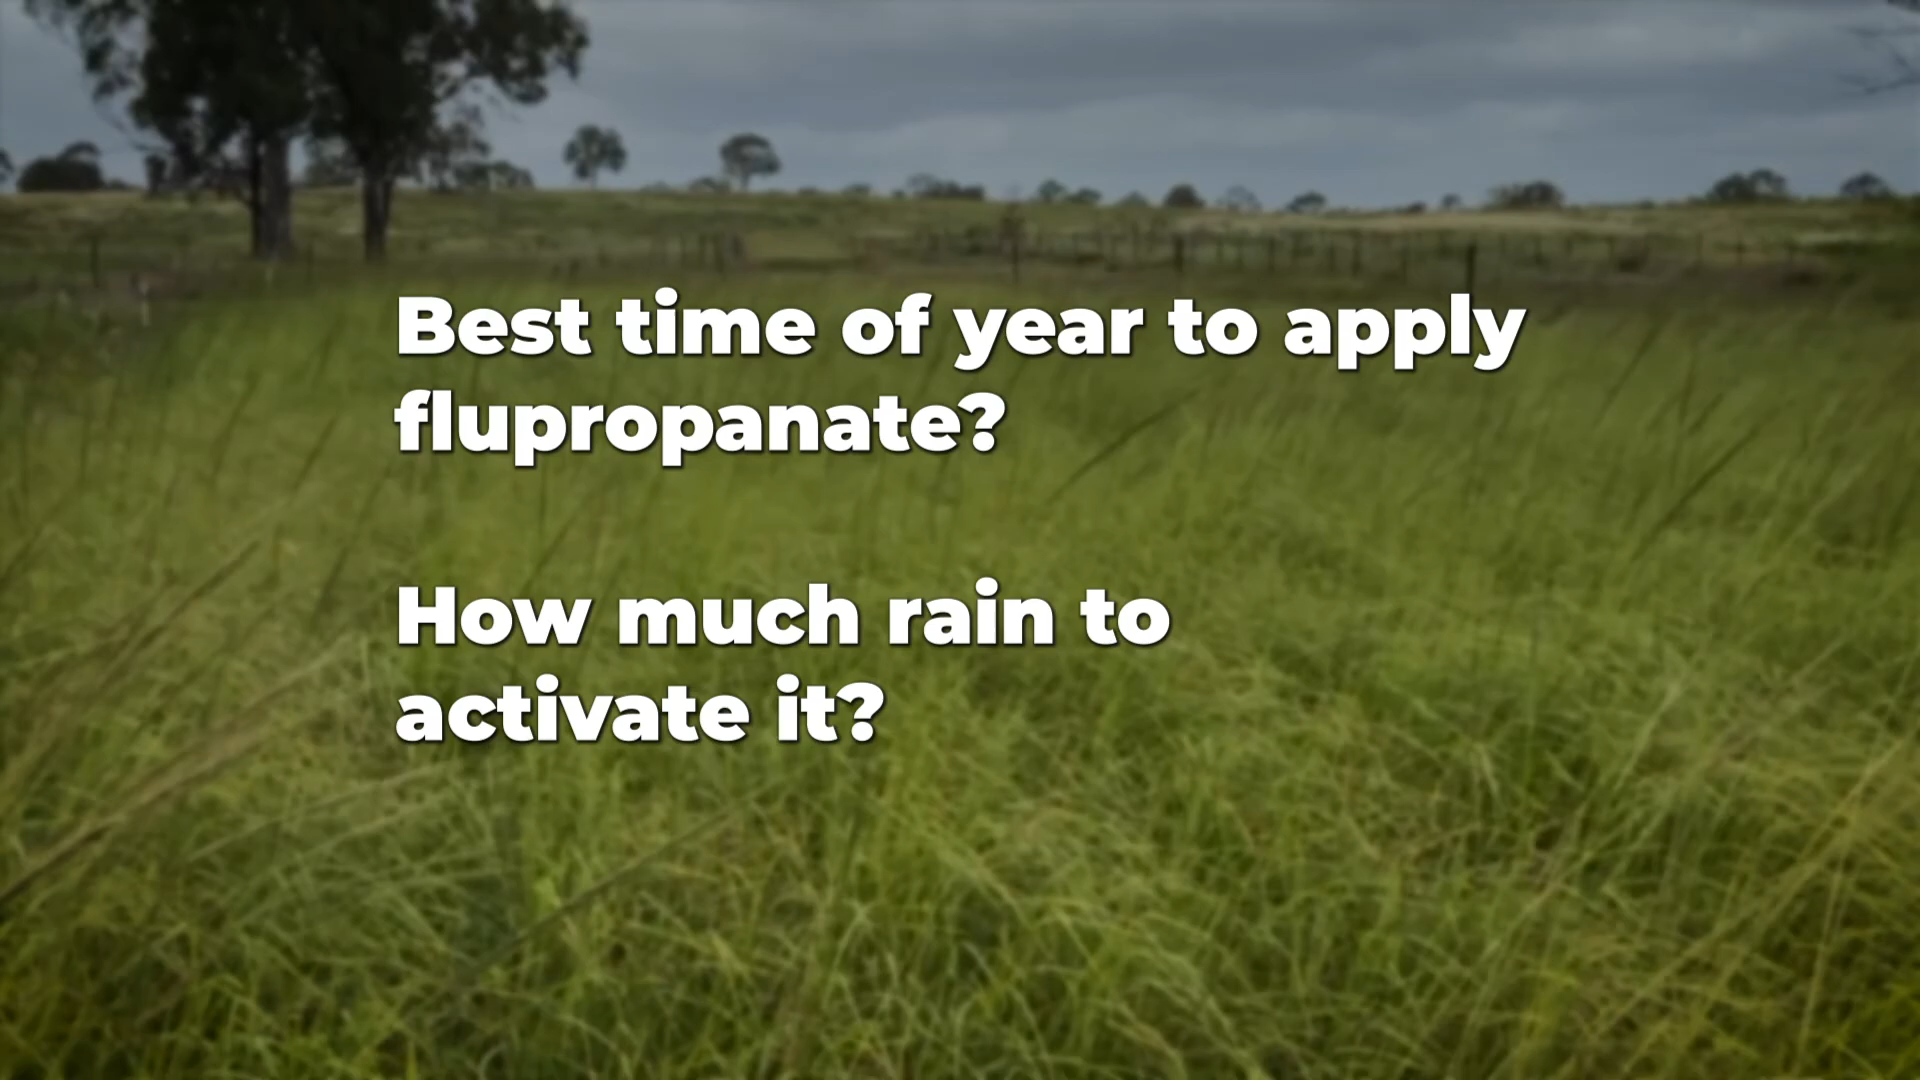 Best time of year to apply
flupropanate?
How much rain to
activate it?